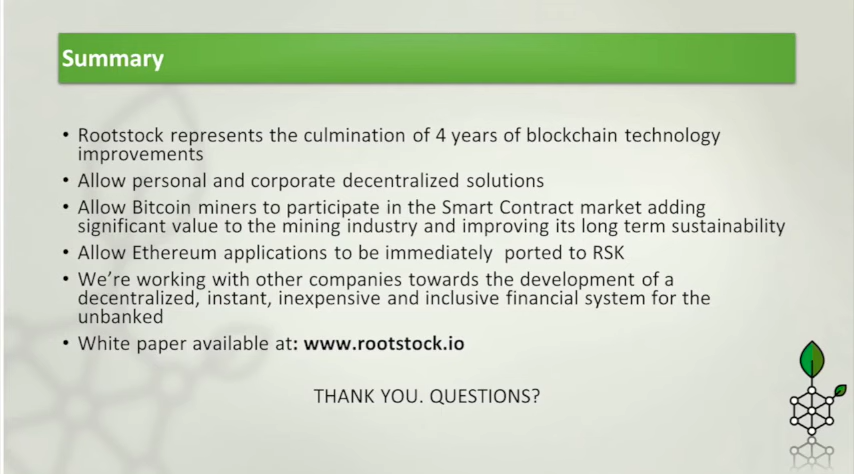 Summary
• Rootstock represents the culmination of 4 years of blockchain technology
improvements
• Allow personal and corporate decentralized solutions
• Allow Bitcoin miners to participate in the Smart Contract market adding
significant value to the mining industry and improving its long term sustainability
• Allow Ethereum applications to be immediately  ported to RSK
• We’re working with other companies towards the development of a
decentralized, instant, inexpensive and inclusive financial system for the
unbanked
• White paper available at: www.rootstock.io
THANK YOU. QUESTIONS?